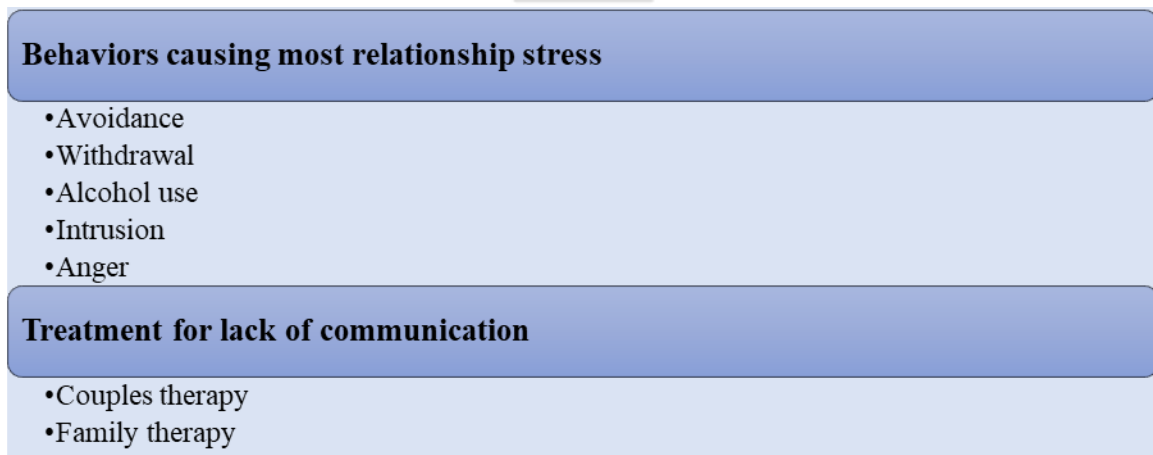 Behaviors causing most relationship stress
•Avoidance
•Withdrawal
•Alcohol use
•Intrusion
•Anger
Treatment for lack of communication
•Couples therapy
•Family therapy